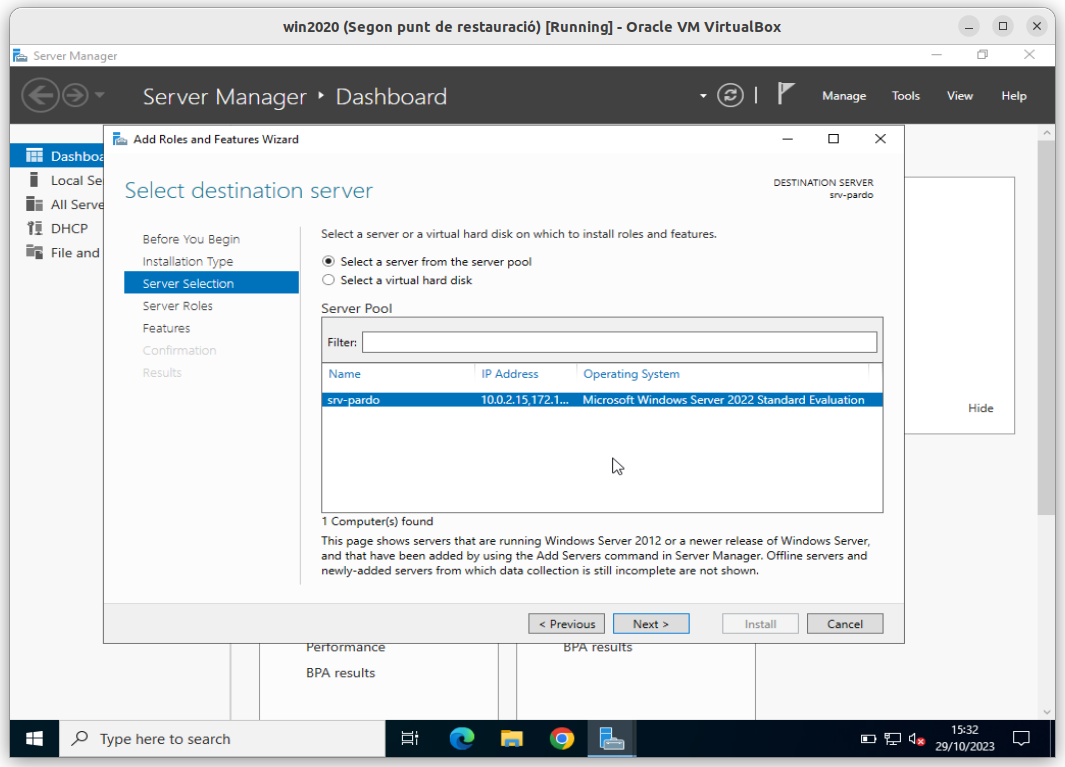 win2020 (Segon punt de restauració) [Running] - Oracle VM VirtualBox
Server Manager
Server Manager ‣ Dashboard
Manage Tools View Help
Add Roles and Features Wizard
Dashboa
Local Se
All Serve
DHCP
File and
Select destination server
DESTINATION SERVER
srv-pardo
Before You Begin
Installation Type
Server Selection
Server Roles
Features
Confirmation
Results
Select a server or a virtual hard disk on which to install roles and features.
Select a server from the server pool
Select a virtual hard disk
Server Pool
Filter:
Name IP Address Operating System
srv-pardo 10.0.2.15,172.1... Microsoft Windows Server 2022 Standard Evaluation
1 Computer(s) found
This page shows servers that are running Windows Server 2012 or a newer release of Windows Server,
and that have been added by using the Add Servers command in Server Manager. Offline servers and
newly-added servers from which data collection is still incomplete are not shown.
Hide
< Previous Next > Install Cancel
Performance
BPA results
BPA results
Type here to search
15:32
29/10/2023